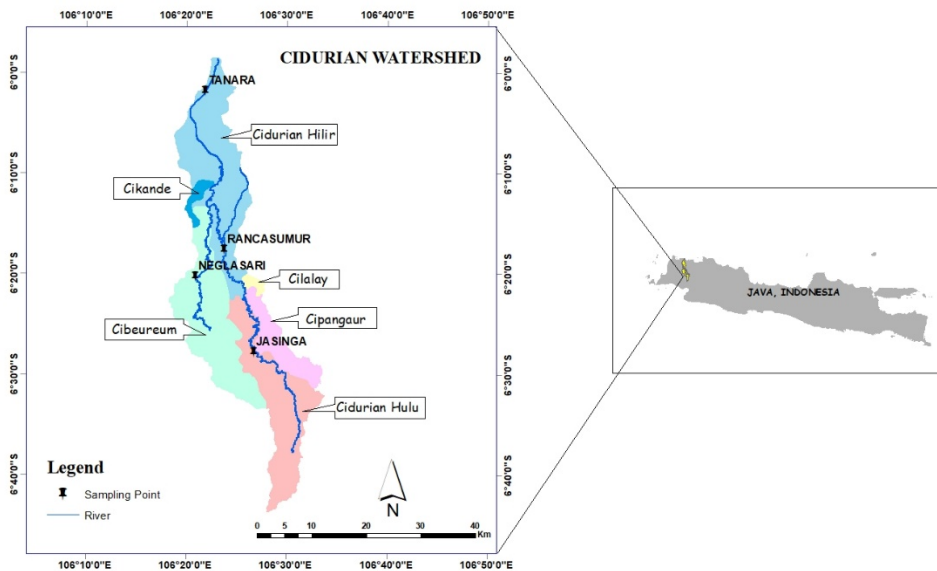 106°10'0"E 106°20'0"E 106°30'0"E 106°40'0"E 106°50'0"E
CIDURIAN WATERSHED
6°0'0"S
6°0'0"S
TANARA
Cidurian Hilir
6°10'0"S
6°10'0"S
Cikande
RANCASUMUR
6°20'0"S
6°20'0"S
NEGLASARI
Cilalay
Cipangaur
Cibeureum
JASINGA
6°30'0"S
6°30'0"S
Cidurian Hulu
Legend
Sampling Point
River
N
6°40'0"S
6°40'0"S
0 5 10 20 30 40
Km
106°10'0"E 106°20'0"E 106°30'0"E 106°40'0"E 106°50'0"E
JAVA, INDONESIA